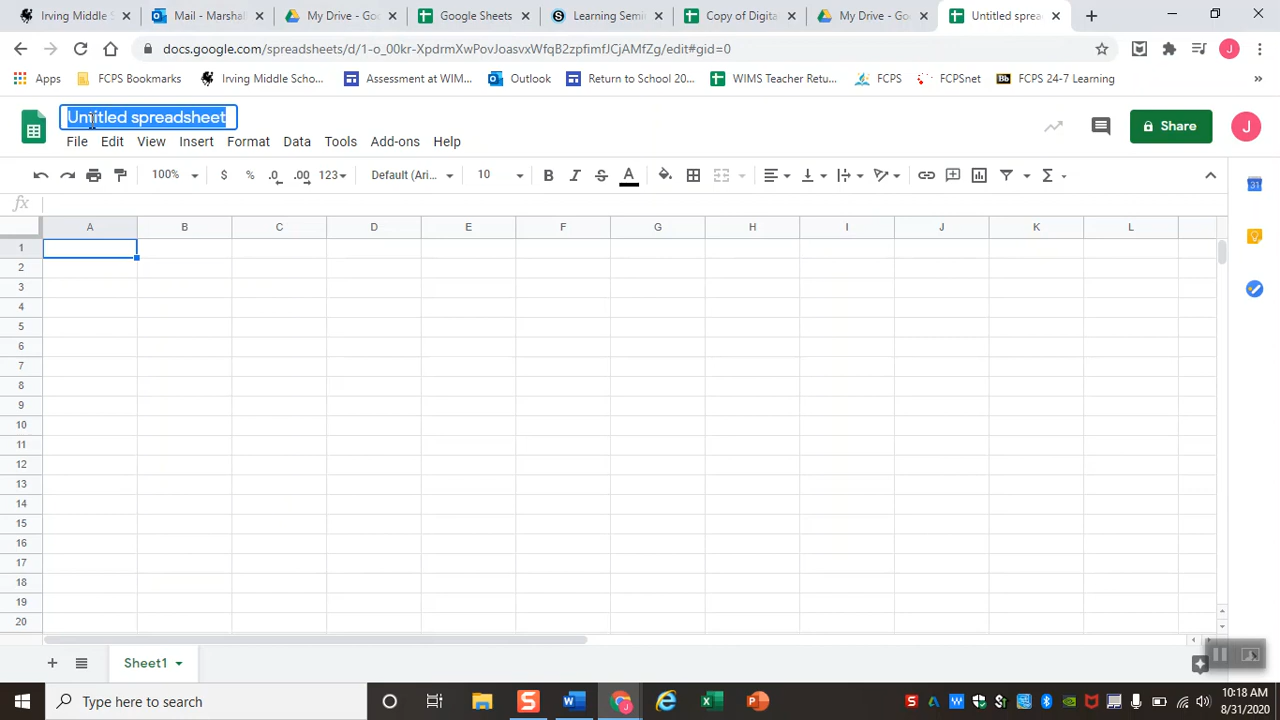 Irving Middle S
Mail - Marsha
My Drive - Go
Google Sheets
Learning Semi
Copy of Digita
My Drive - Go
Untitled sprea
docs.google.com/spreadsheets/d/1-o_00kr-XpdrmXwPovJoasvxWfqB2zpfimfJCjAMfZg/edit#gid=0
J
Apps
FCPS Bookmarks
Irving Middle Scho...
Assessment at WIM...
Outlook
Return to School 20...
WIMS Teacher Retu...
FCPS
FCPSnet
Bb
FCPS 24-7 Learning
»
Untitled spreadsheet
Share
J
File Edit View Insert Format Data Tools Add-ons Help
100% $ % .0 .00 123 Default (Ari... 10 B I S A Σ
31
fx
A B C D E F G H I J K L
1
2
3
4
5
6
7
8
9
10
11
12
13
14
15
16
17
18
19
20
+ Sheet1
Type here to search
10:18 AM
8/31/2020